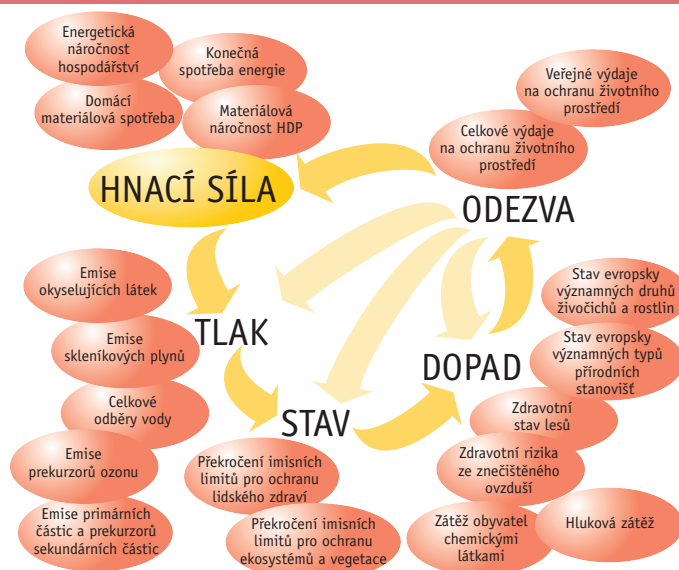 Energetická
náročnost
hospodářství
Konečná
spotřeba energie
Domácí
materiálová spotřeba
Materiálová
náročnost HDP
Veřejné výdaje
na ochranu životního
prostředí
Celkové výdaje
na ochranu životního
prostředí
HNACÍ SÍLA
ODEZVA
Emise
okyselujících látek
Emise
skleníkových plynů
Celkové
odběry vody
Emise
prekurzorů ozonu
Emise primárních
částic a prekurzorů
sekundárních částic
TLAK
STAV
Překročení imisních
limitů pro ochranu
lidského zdraví
Překročení imisních
limitů pro ochranu
ekosystémů a vegetace
DOPAD
Stav evropsky
významných druhů
živočichů a rostlin
Stav evropsky
významných typů
přírodních
stanovišť
Zdravotní
stav lesů
Zdravotní rizika
ze znečištěného
ovzduší
Zátěž obyvatel
chemickými
látkami
Hluková zátěž